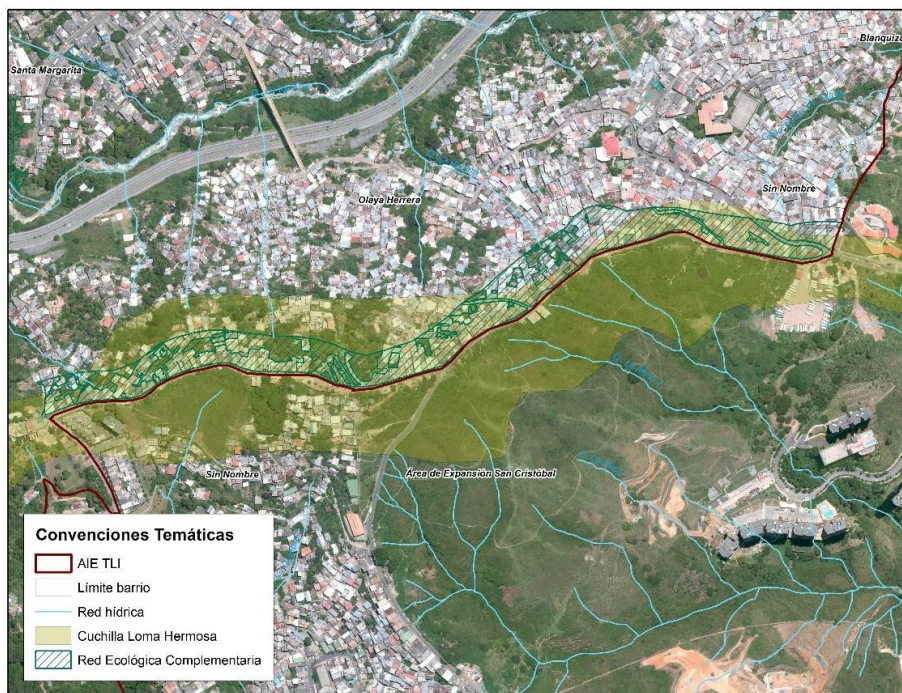 Blanquiza
Santa Margarita
Sin Nombre
Olaya Herrera
Sin Nombre
Área de Expansión San Cristóbal
Convenciones Temáticas
AIE TLI
Límite barrio
Red hídrica
Cuchilla Loma Hermosa
Red Ecológica Complementaria